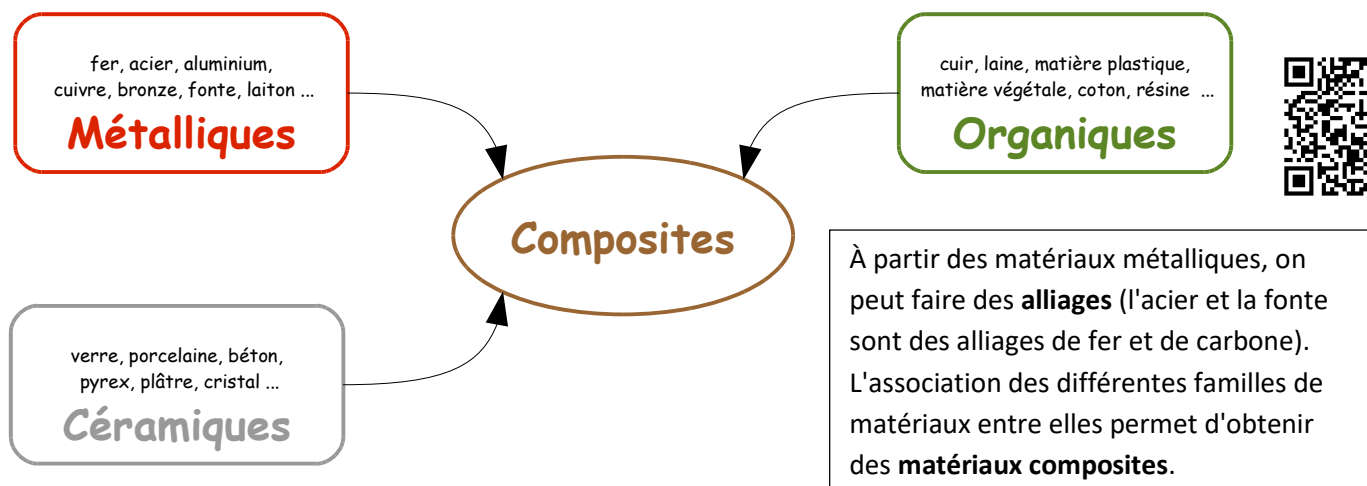 fer, acier, aluminium,
cuivre, bronze, fonte, laiton ...
Métalliques
cuir, laine, matière plastique,
matière végétale, coton, résine ...
Organiques
Composites
verre, porcelaine, béton,
pyrex, plâtre, cristal ...
Céramiques
À partir des matériaux métalliques, on
peut faire des alliages (l'acier et la fonte
sont des alliages de fer et de carbone).
L'association des différentes familles de
matériaux entre elles permet d'obtenir
des matériaux composites.